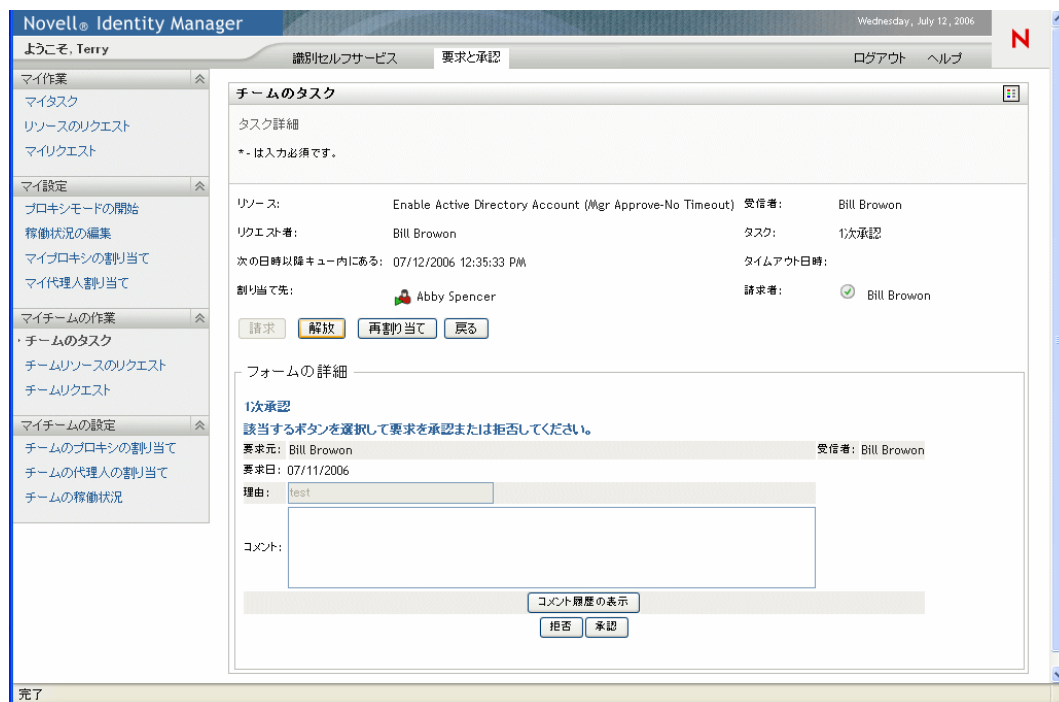 Novell® Identity Manager
Wednesday, July 12, 2006
N
ようこそ, Terry
識別セルフサービス
要求と承認
ログアウト
ヘルプ
マイ作業
マイタスク
リソースのリクエスト
マイリクエスト
マイ設定
プロキシモードの開始
稼働状況の編集
マイプロキシの割り当て
マイ代理人割り当て
マイチームの作業
・チームのタスク
チームリソースのリクエスト
チームリクエスト
マイチームの設定
チームのプロキシの割り当て
チームの代理人の割り当て
チームの稼働状況
チームのタスク
タスク詳細
*- は入力必須です。
リソース: Enable Active Directory Account (Mgr Approve-No Timeout) 受信者: Bill Browon
リクエスト者: Bill Browon タスク: 1次承認
次の日時以降キュー内にある: 07/12/2006 12:35:33 PM タイムアウト日時:
割り当て先: Abby Spencer 請求者: Bill Browon
請求 解放 再割り当て 戻る
フォームの詳細
1次承認
該当するボタンを選択して要求を承認または拒否してください。
要求元: Bill Browon 受信者: Bill Browon
要求日: 07/11/2006
理由: test
コメント:
コメント履歴の表示
拒否 承認
完了